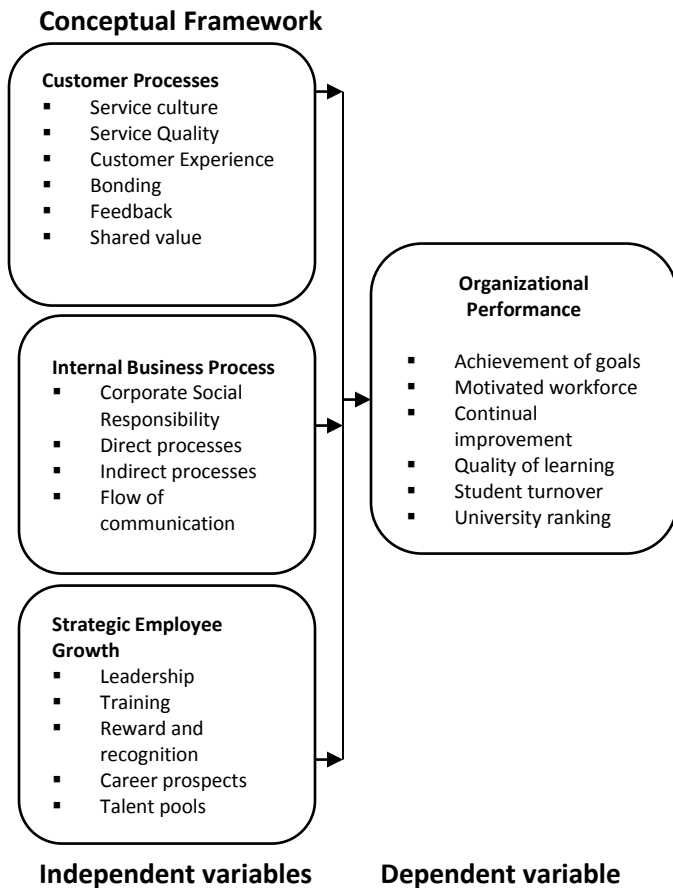 Conceptual Framework
Customer Processes
▪ Service culture
▪ Service Quality
▪ Customer Experience
▪ Bonding
▪ Feedback
▪ Shared value
Internal Business Process
▪ Corporate Social
Responsibility
▪ Direct processes
▪ Indirect processes
▪ Flow of
communication
Strategic Employee
Growth
▪ Leadership
▪ Training
▪ Reward and
recognition
▪ Career prospects
▪ Talent pools
Organizational
Performance
▪ Achievement of goals
▪ Motivated workforce
▪ Continual
improvement
▪ Quality of learning
▪ Student turnover
▪ University ranking
Independent variables
Dependent variable